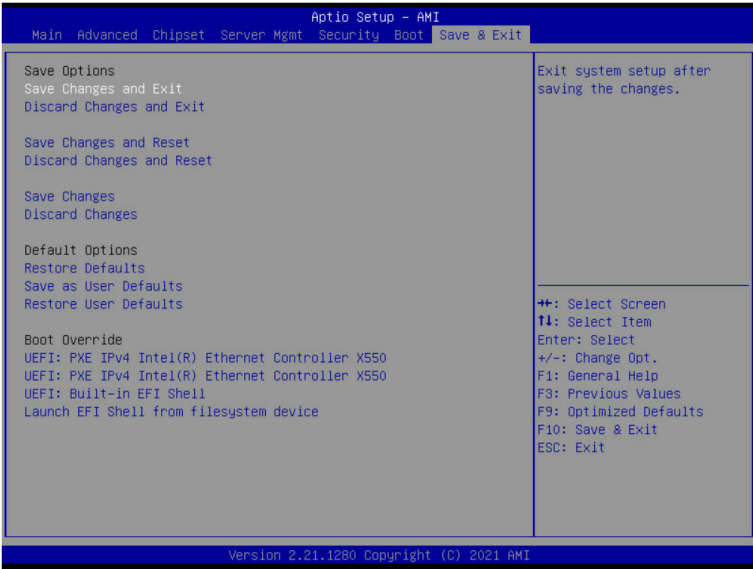 Aptio Setup - AMI
Main Advanced Chipset Server Mgmt Security Boot Save & Exit
Save Options
Save Changes and Exit
Discard Changes and Exit
Save Changes and Reset
Discard Changes and Reset
Save Changes
Discard Changes
Default Options
Restore Defaults
Save as User Defaults
Restore User Defaults
Boot Override
UEFI: PXE IPv4 Intel(R) Ethernet Controller X550
UEFI: PXE IPv4 Intel(R) Ethernet Controller X550
UEFI: Built-in EFI Shell
Launch EFI Shell from filesystem device
Exit system setup after
saving the changes.
→←: Select Screen
↑↓: Select Item
Enter: Select
+/-: Change Opt.
F1: General Help
F3: Previous Values
F9: Optimized Defaults
F10: Save & Exit
ESC: Exit
Version 2.21.1280 Copyright (C) 2021 AMI